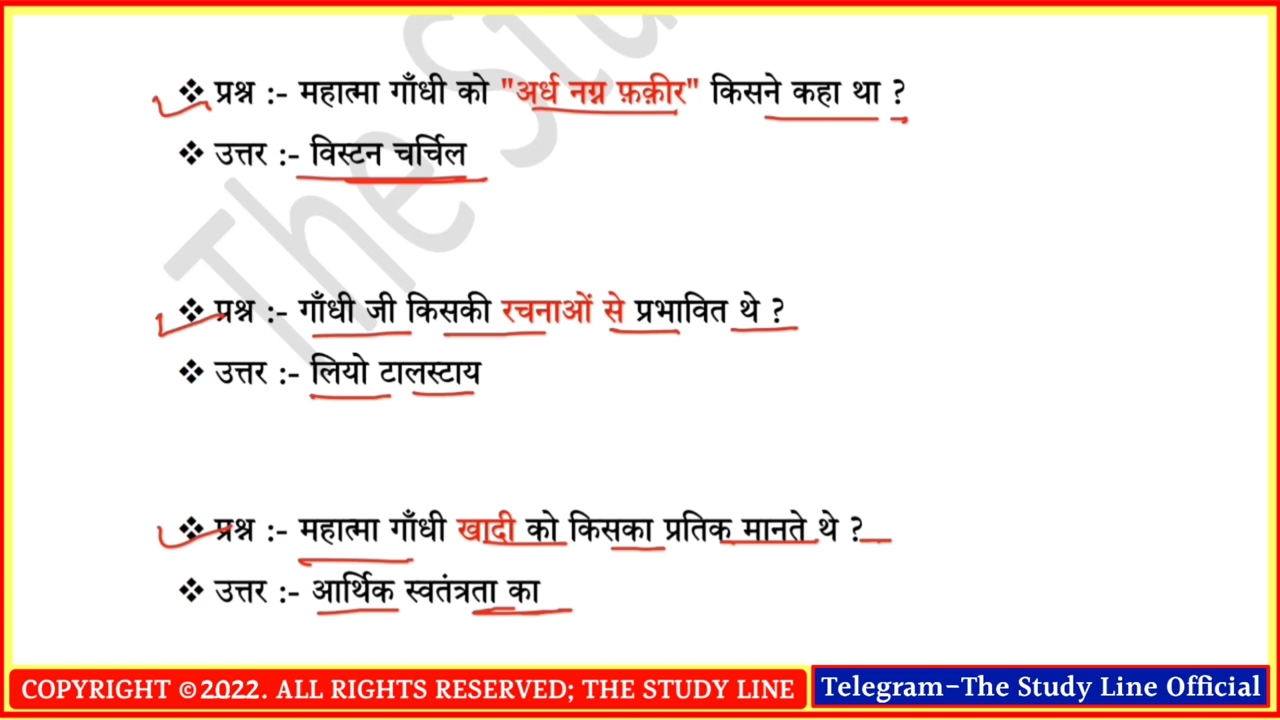 The Stu
❖ प्रश्न :- महात्मा गाँधी को "अर्ध नग्न फ़क़ीर" किसने कहा था ?
❖ उत्तर :- विस्टन चर्चिल
❖ प्रश्न :- गाँधी जी किसकी रचनाओं से प्रभावित थे ?
❖ उत्तर :- लियो टालस्टाय
❖ प्रश्न :- महात्मा गाँधी खादी को किसका प्रतिक मानते थे ?
❖ उत्तर :- आर्थिक स्वतंत्रता का
COPYRIGHT ©2022. ALL RIGHTS RESERVED; THE STUDY LINE
Telegram-The Study Line Official